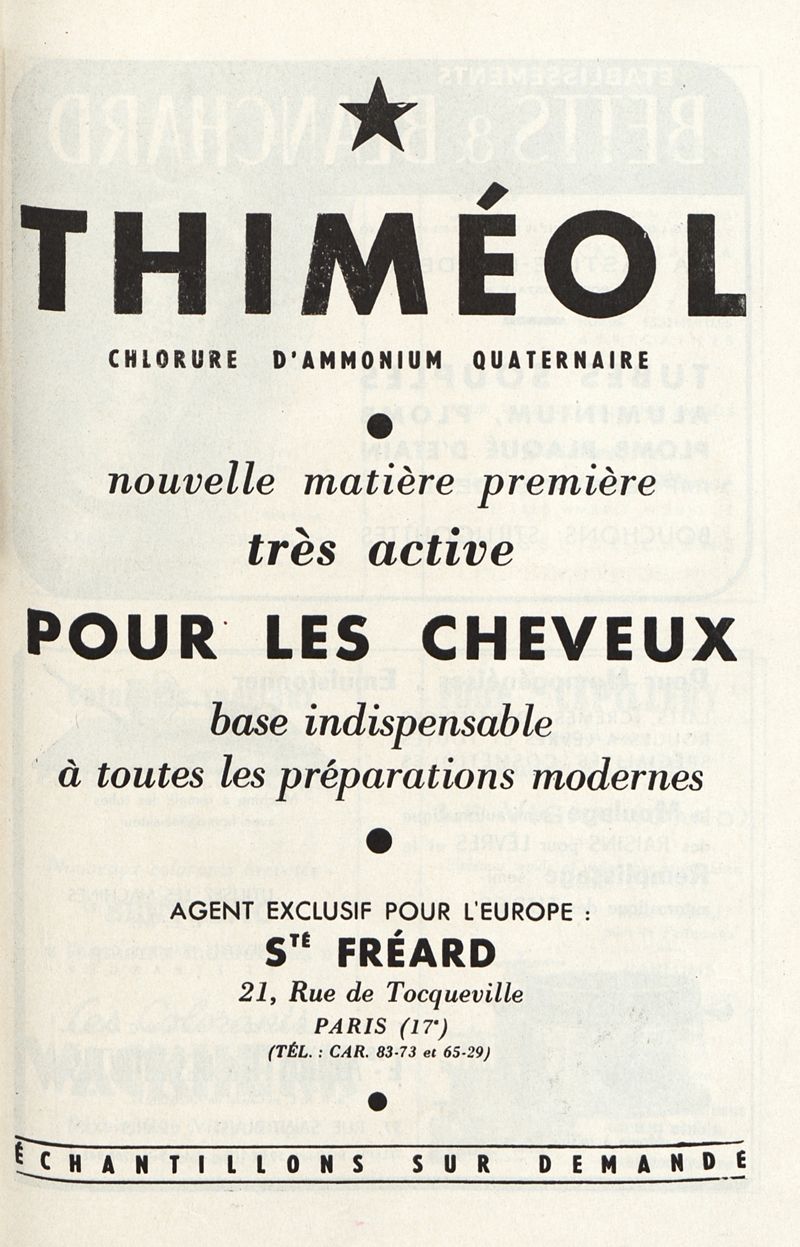 THIMÉOL
CHLORURE D'AMMONIUM QUATERNAIRE
nouvelle matière première
très active
POUR LES CHEVEUX
base indispensable
à toutes les préparations modernes
AGENT EXCLUSIF POUR L'EUROPE :
STÉ FRÉARD
21, Rue de Tocqueville
PARIS (17e)
(TÉL. : CAR. 83-73 et 65-29)
ÉCHANTILLONS SUR DEMANDE